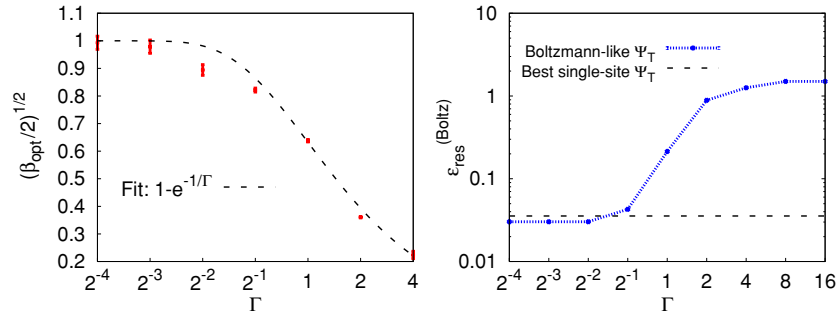 (β_opt/2)^1/2
1.1
1
0.9
0.8
0.7
0.6
0.5
0.4
0.3
0.2
Fit: 1-e^-1/Γ
2^-4 2^-3 2^-2 2^-1 1 2 4
Γ
ε_res^(Boltz)
10
1
0.1
0.01
Boltzmann-like Ψ_T
Best single-site Ψ_T
2^-4 2^-3 2^-2 2^-1 1 2 4 8 16
Γ